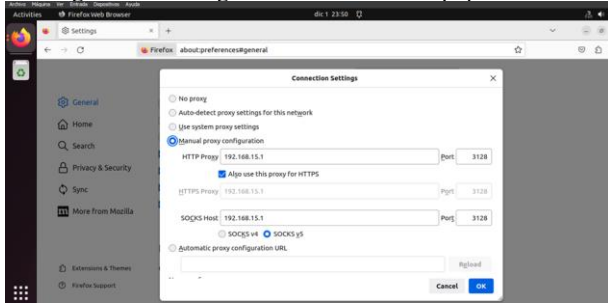 Archivo Máquina Ver Entrada Dispositivos Ayuda
Activities Firefox Web Browser dic 1 23:50
Settings
Firefox about:preferences#general
Connection Settings
No proxy
Auto-detect proxy settings for this network
Use system proxy settings
Manual proxy configuration
HTTP Proxy 192.168.15.1 Port 3128
Also use this proxy for HTTPS
HTTPS Proxy 192.168.15.1 Port 3128
SOCKS Host 192.168.15.1 Port 3128
SOCKS v4 SOCKS v5
Automatic proxy configuration URL
Reload
Cancel OK
General
Home
Search
Privacy & Security
Sync
More from Mozilla
Extensions & Themes
Firefox Support